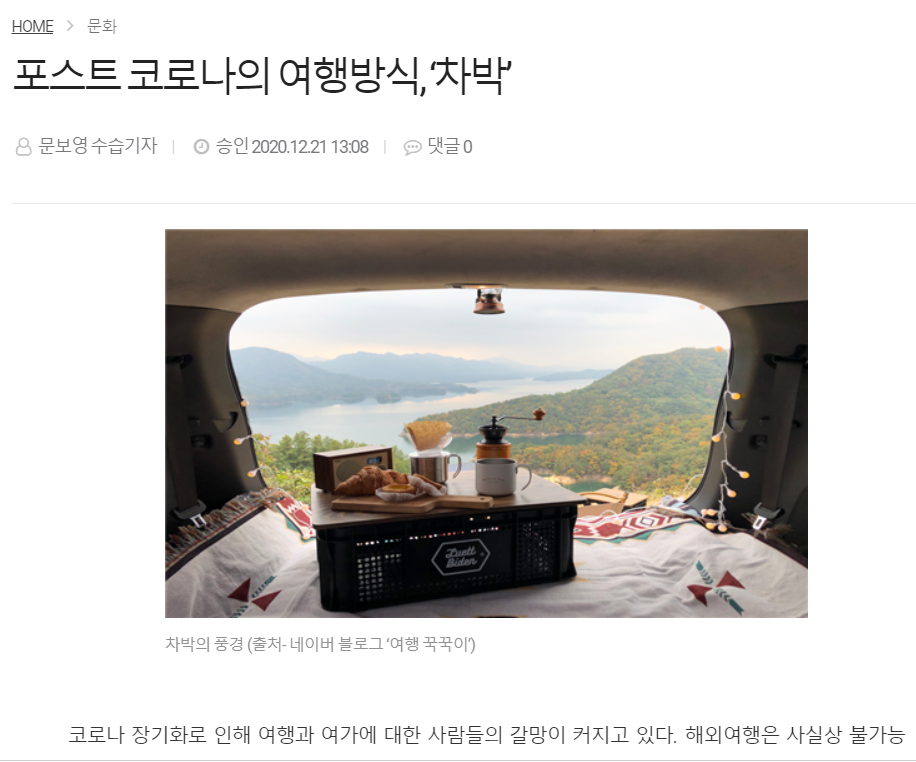 HOME > 문화
포스트 코로나의 여행방식, ‘차박’
문보영 수습기자 | 승인 2020.12.21 13:08 | 댓글 0
Luett
Biden
차박의 풍경 (출처- 네이버 블로그 ‘여행 꾹꾹이’)
코로나 장기화로 인해 여행과 여가에 대한 사람들의 갈망이 커지고 있다. 해외여행은 사실상 불가능